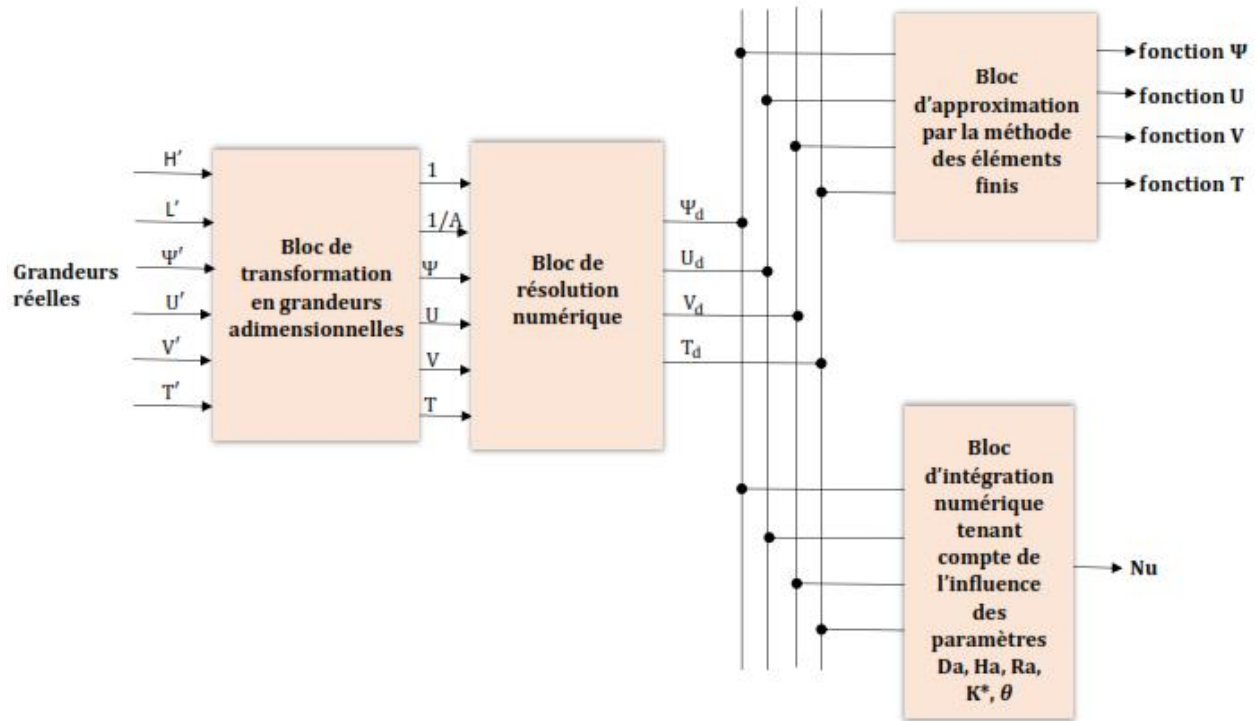 Grandeurs
réelles
H′
L′
Ψ′
U′
V′
T′
Bloc de
transformation
en grandeurs
adimensionnelles
1
1/A
Ψ
U
V
T
Bloc de
résolution
numérique
Ψd
Ud
Vd
Td
Bloc
d'approximation
par la méthode
des éléments
finis
fonction Ψ
fonction U
fonction V
fonction T
Bloc
d'intégration
numérique
tenant
compte de
l'influence
des
paramètres
Da, Ha, Ra,
K*, θ
Nu